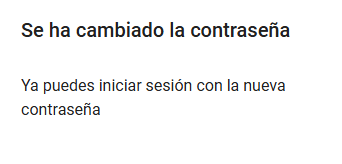 Se ha cambiado la contraseña
Ya puedes iniciar sesión con la nueva
contraseña